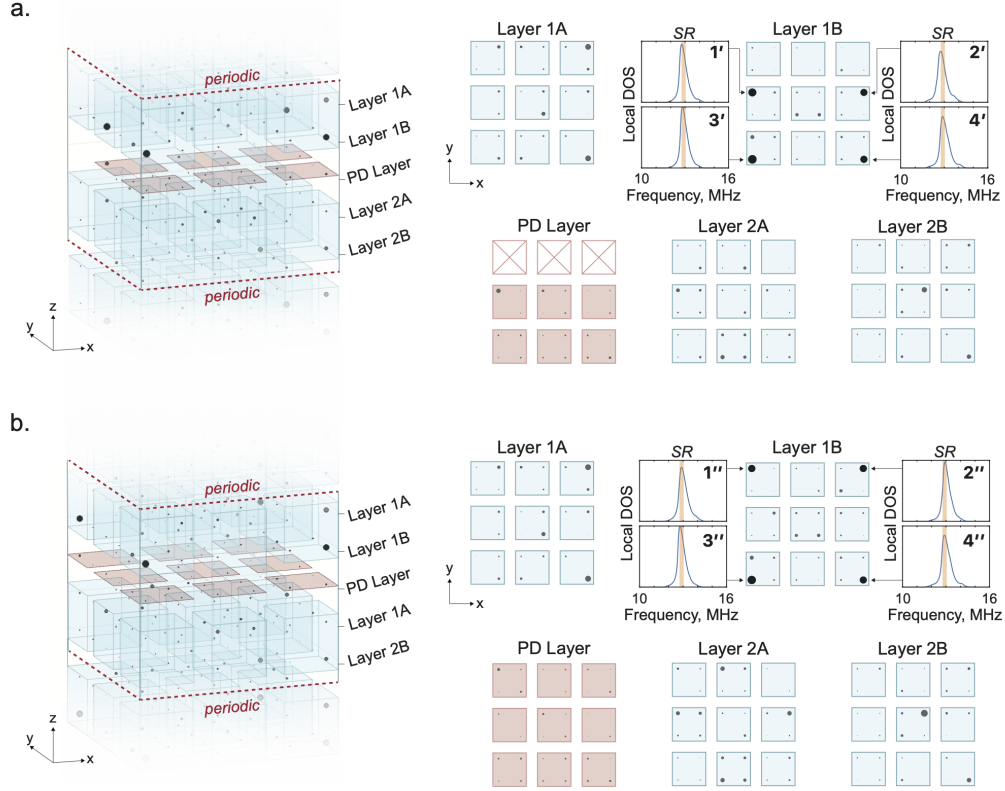 a.
periodic
Layer 1A
Layer 1B
PD Layer
Layer 2A
Layer 2B
periodic
z
y
x
Layer 1A
SR
Layer 1B
SR
1′
2′
Local DOS
Local DOS
3′
4′
y
x
10 16
10 16
Frequency, MHz
Frequency, MHz
PD Layer
Layer 2A
Layer 2B
b.
periodic
Layer 1A
Layer 1B
PD Layer
Layer 1A
Layer 2B
periodic
z
y
x
Layer 1A
SR
Layer 1B
SR
1′′
2′′
Local DOS
Local DOS
3′′
4′′
y
x
10 16
10 16
Frequency, MHz
Frequency, MHz
PD Layer
Layer 2A
Layer 2B